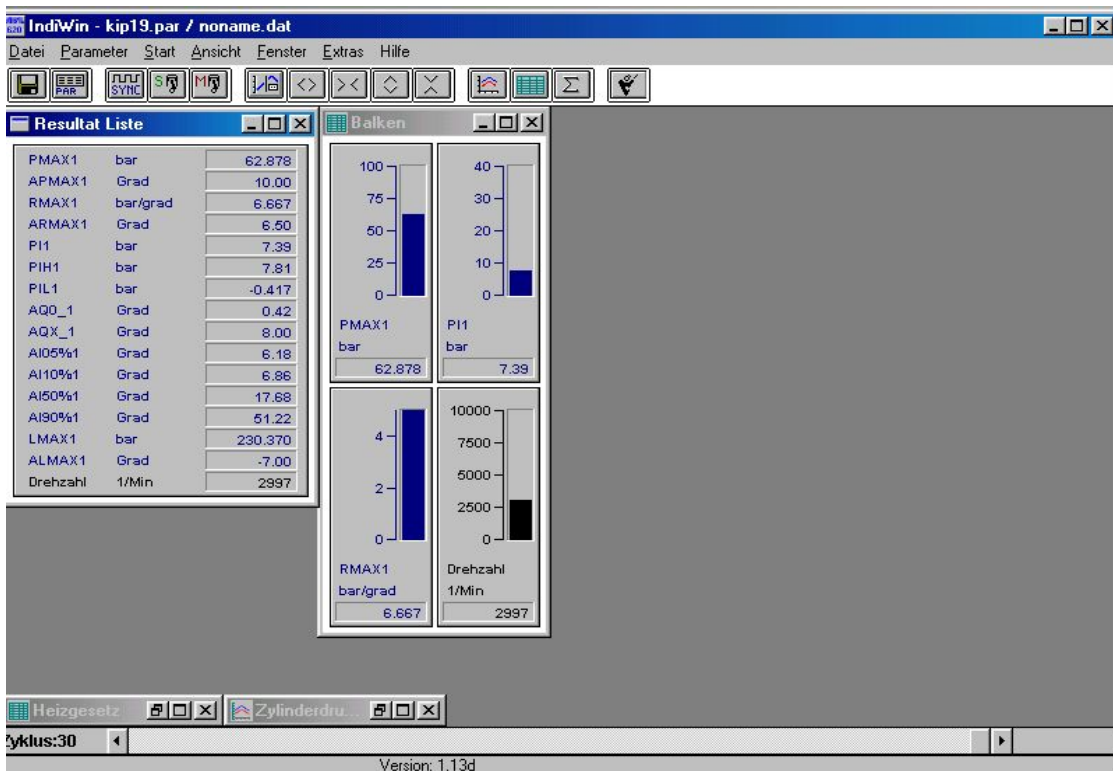 IndiWin - kip19.par / noname.dat
Datei Parameter Start Ansicht Fenster Extras Hilfe
PAR SYNC S M Σ
Resultat Liste
PMAX1 bar 62.878
APMAX1 Grad 10.00
RMAX1 bar/grad 6.667
ARMAX1 Grad 6.50
PI1 bar 7.39
PIH1 bar 7.81
PIL1 bar -0.417
AQ0_1 Grad 0.42
AQX_1 Grad 8.00
AI05%1 Grad 6.18
AI10%1 Grad 6.86
AI50%1 Grad 17.68
AI90%1 Grad 51.22
LMAX1 bar 230.370
ALMAX1 Grad -7.00
Drehzahl 1/Min 2997
Balken
100
75
50
25
0
PMAX1
bar
62.878
40
30
20
10
0
PI1
bar
7.39
4
2
0
RMAX1
bar/grad
6.667
10000
7500
5000
2500
0
Drehzahl
1/Min
2997
Heizgesetz
Zylinderdru...
Zyklus:30
Version: 1.13d